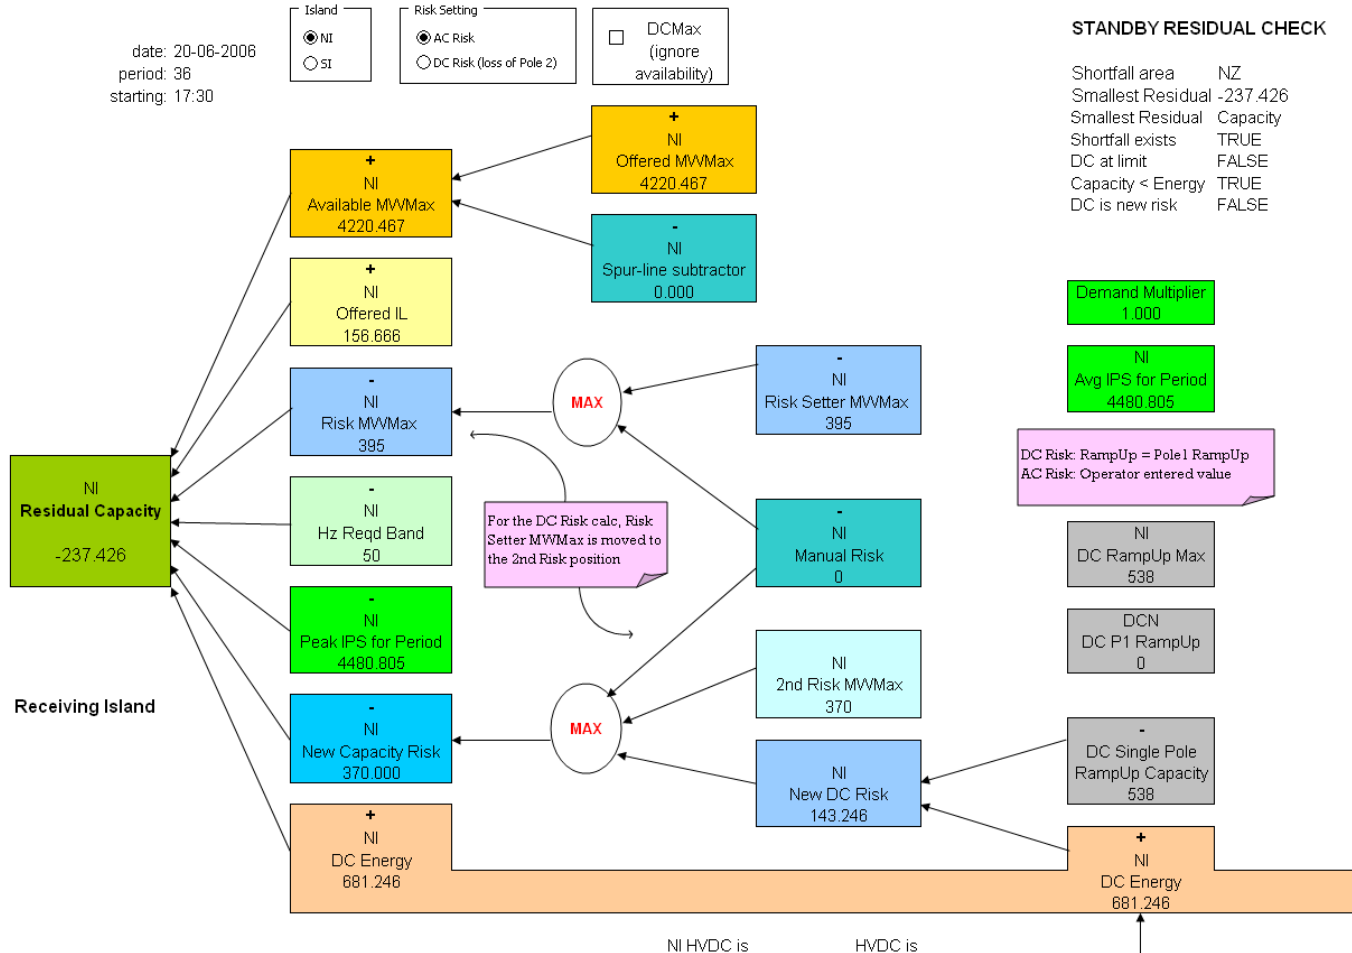 date: 20-06-2006
period: 36
starting: 17:30
Island
NI
SI
Risk Setting
AC Risk
DC Risk (loss of Pole 2)
DCMax
(ignore
availability)
STANDBY RESIDUAL CHECK
Shortfall area NZ
Smallest Residual -237.426
Smallest Residual Capacity
Shortfall exists TRUE
DC at limit FALSE
Capacity < Energy TRUE
DC is new risk FALSE
+
NI
Offered MWMax
4220.467
+
NI
Available MWMax
4220.467
-
NI
Spur-line subtractor
0.000
+
NI
Offered IL
156.666
Demand Multiplier
1.000
NI
Avg IPS for Period
4480.805
-
NI
Risk MWMax
395
MAX
-
NI
Risk Setter MWMax
395
DC Risk: RampUp = Pole1 RampUp
AC Risk: Operator entered value
NI
Residual Capacity
-237.426
-
NI
Hz Reqd Band
50
For the DC Risk calc, Risk
Setter MWMax is moved to
the 2nd Risk position
-
NI
Manual Risk
0
NI
DC RampUp Max
538
-
NI
Peak IPS for Period
4480.805
DCN
DC P1 RampUp
0
NI
2nd Risk MWMax
370
Receiving Island
-
NI
New Capacity Risk
370.000
MAX
NI
New DC Risk
143.246
-
DC Single Pole
RampUp Capacity
538
+
NI
DC Energy
681.246
+
NI
DC Energy
681.246
NI HVDC is
HVDC is